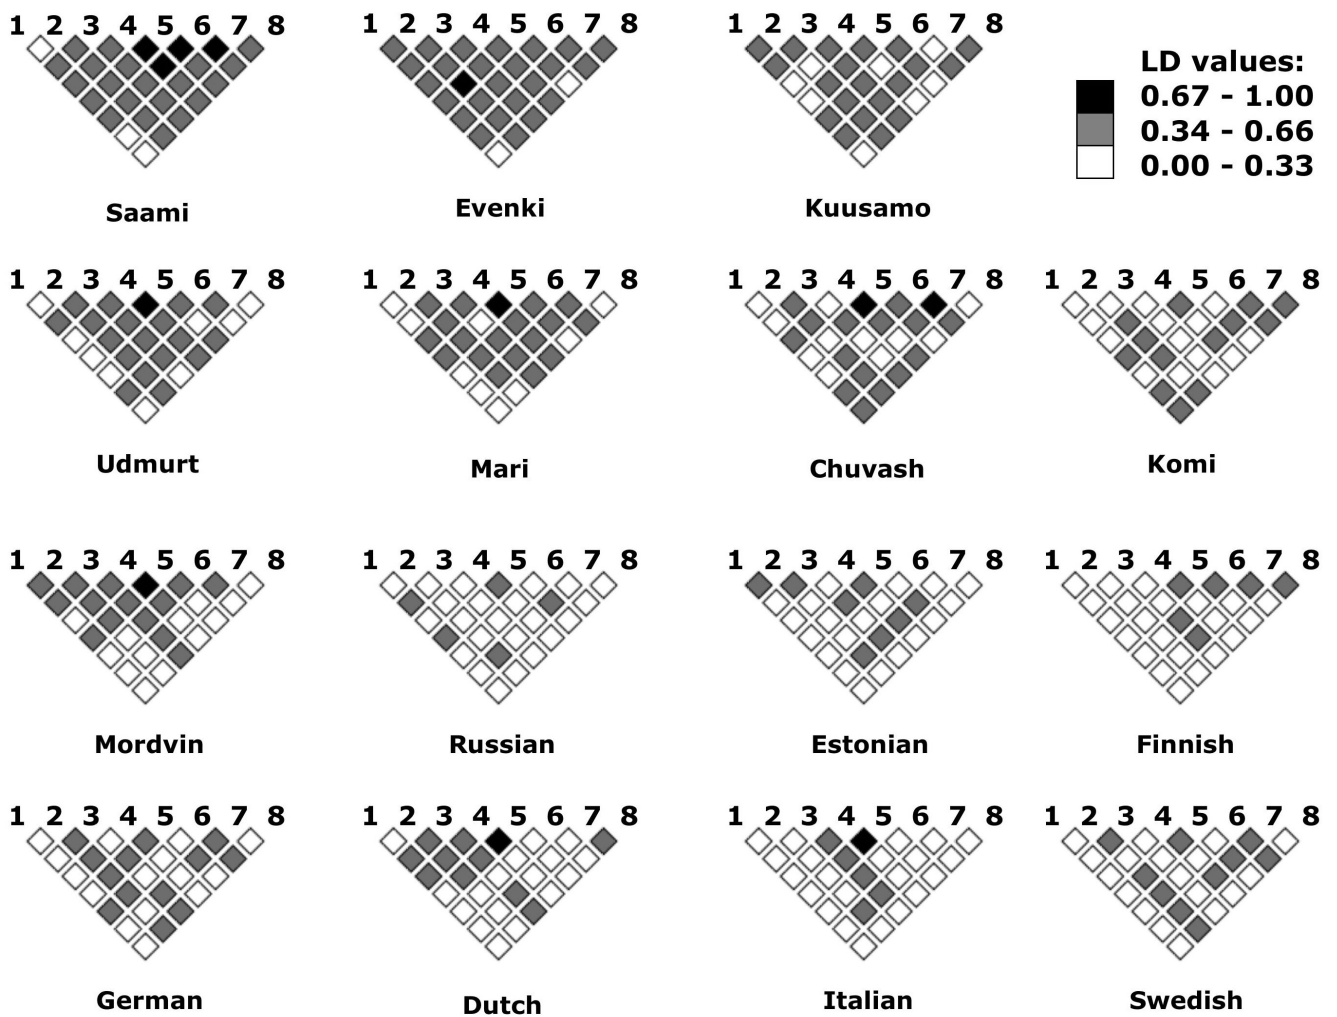 1 2 3 4 5 6 7 8
1 2 3 4 5 6 7 8
1 2 3 4 5 6 7 8
LD values:
0.67 - 1.00
0.34 - 0.66
0.00 - 0.33
Saami
Evenki
Kuusamo
1 2 3 4 5 6 7 8
1 2 3 4 5 6 7 8
1 2 3 4 5 6 7 8
1 2 3 4 5 6 7 8
Udmurt
Mari
Chuvash
Komi
1 2 3 4 5 6 7 8
1 2 3 4 5 6 7 8
1 2 3 4 5 6 7 8
1 2 3 4 5 6 7 8
Mordvin
Russian
Estonian
Finnish
1 2 3 4 5 6 7 8
1 2 3 4 5 6 7 8
1 2 3 4 5 6 7 8
1 2 3 4 5 6 7 8
German
Dutch
Italian
Swedish